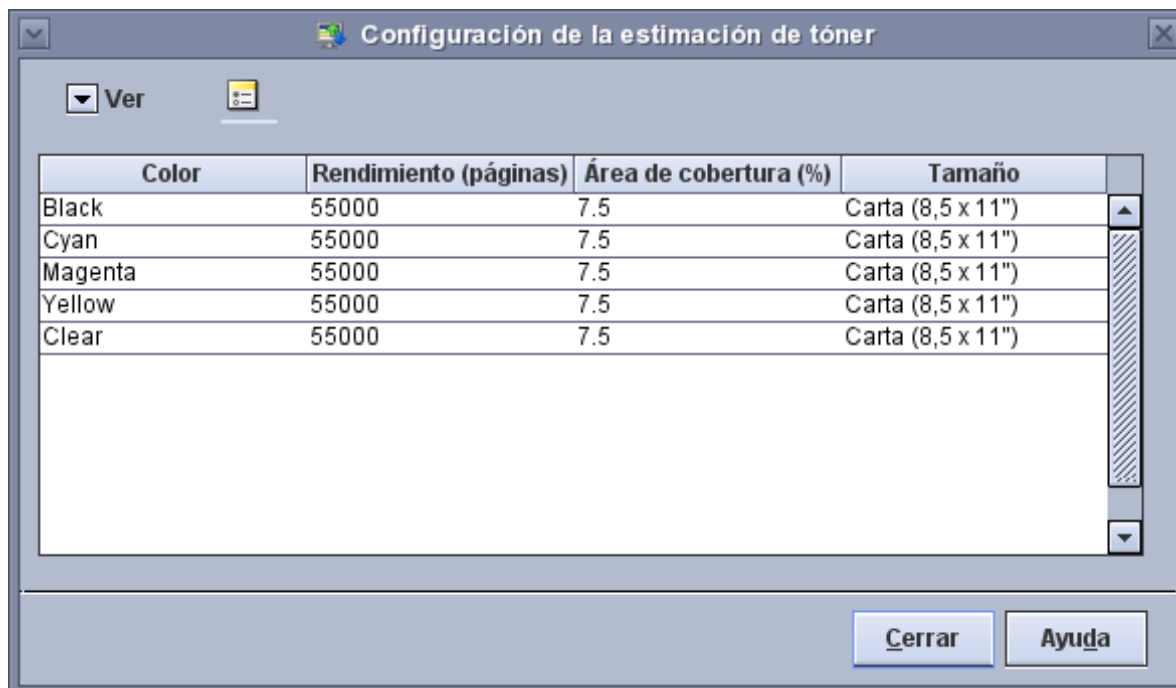 Configuración de la estimación de tóner
Ver
Color Rendimiento (páginas) Área de cobertura (%) Tamaño
Black 55000 7.5 Carta (8,5 x 11")
Cyan 55000 7.5 Carta (8,5 x 11")
Magenta 55000 7.5 Carta (8,5 x 11")
Yellow 55000 7.5 Carta (8,5 x 11")
Clear 55000 7.5 Carta (8,5 x 11")
Cerrar Ayuda